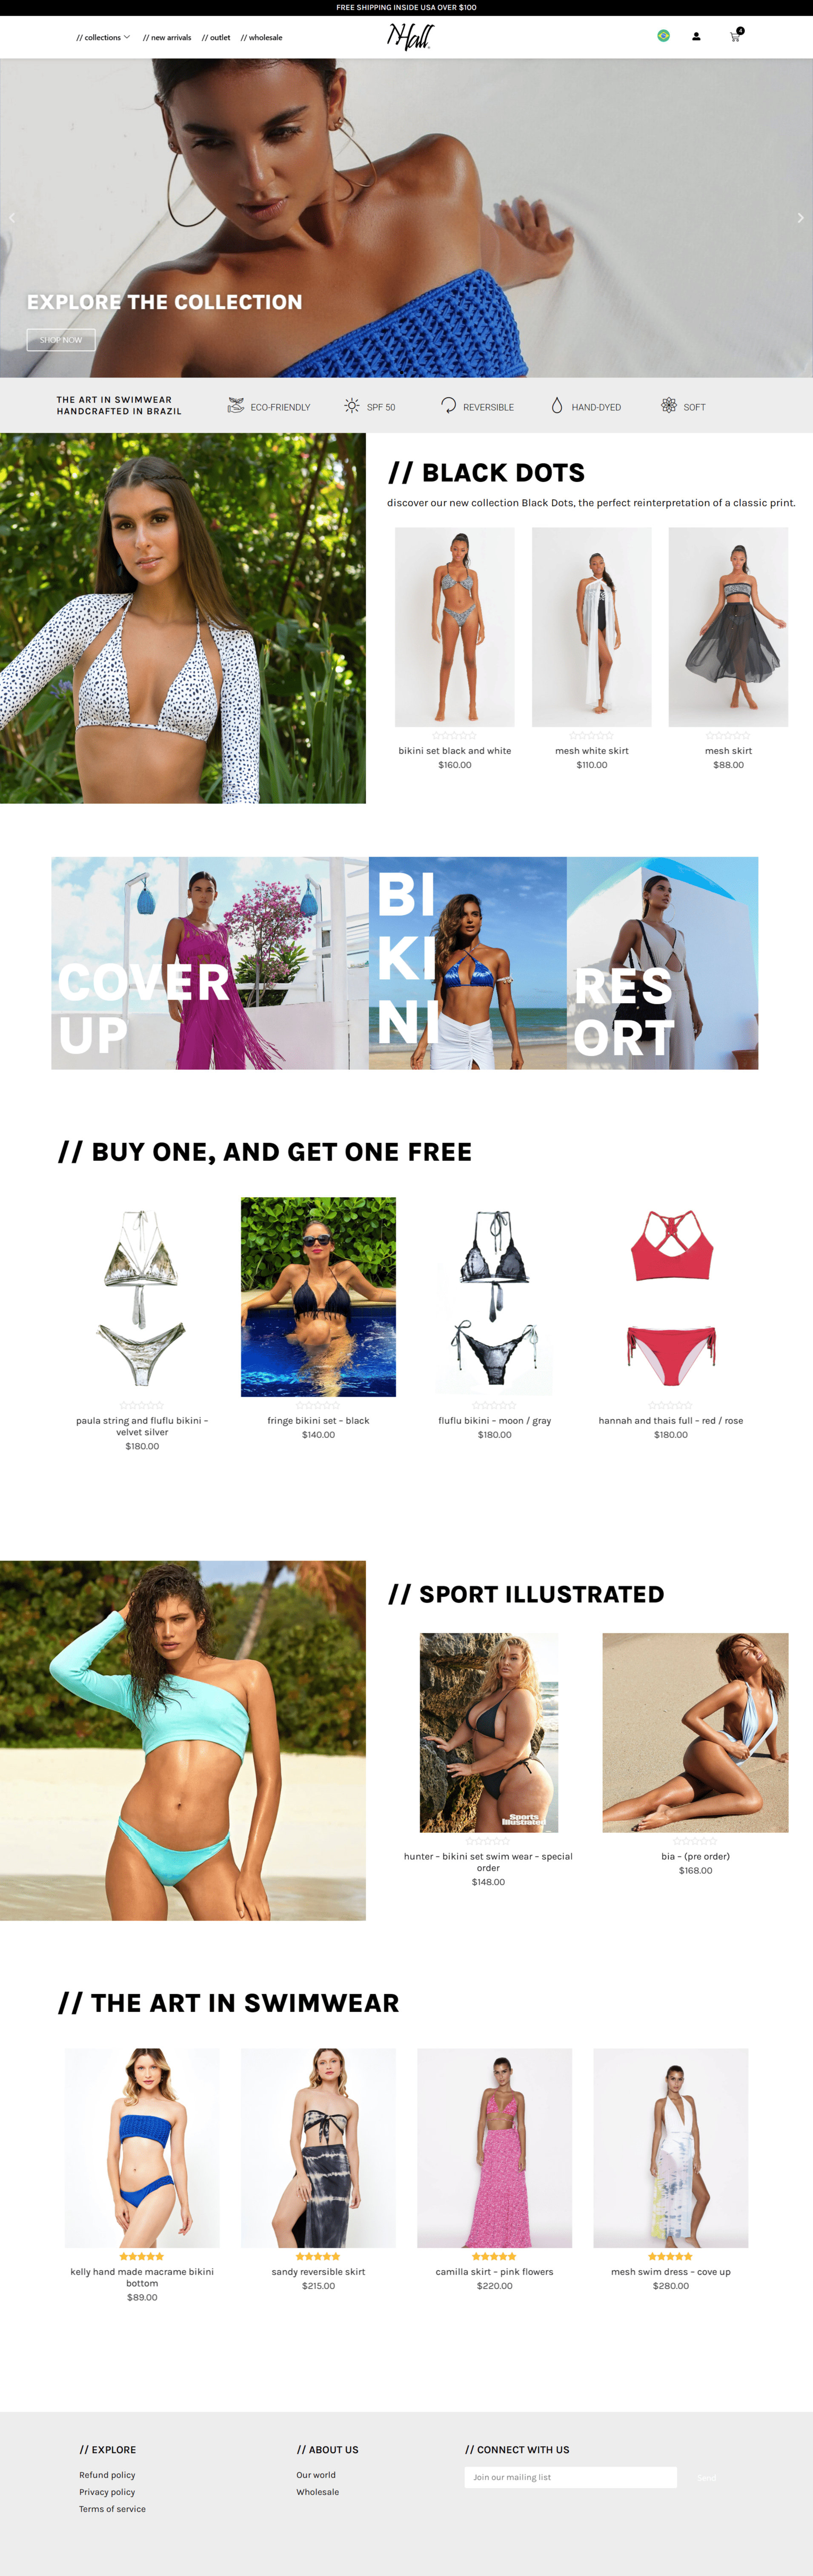 FREE SHIPPING INSIDE USA OVER $100
// collections // new arrivals // outlet // wholesale
NHall
4
EXPLORE THE COLLECTION
SHOP NOW
THE ART IN SWIMWEAR
HANDCRAFTED IN BRAZIL
ECO-FRIENDLY
SPF 50
REVERSIBLE
HAND-DYED
SOFT
// BLACK DOTS
discover our new collection Black Dots, the perfect reinterpretation of a classic print.
bikini set black and white
$160.00
mesh white skirt
$110.00
mesh skirt
$88.00
COVER
UP
BI
KI
NI
RES
ORT
// BUY ONE, AND GET ONE FREE
paula string and fluflu bikini –
velvet silver
$180.00
fringe bikini set – black
$140.00
fluflu bikini – moon / gray
$180.00
hannah and thais full – red / rose
$180.00
// SPORT ILLUSTRATED
Sports
Illustrated
hunter – bikini set swim wear – special
order
$148.00
bia – (pre order)
$168.00
// THE ART IN SWIMWEAR
kelly hand made macrame bikini
bottom
$89.00
sandy reversible skirt
$215.00
camilla skirt – pink flowers
$220.00
mesh swim dress – cove up
$280.00
// EXPLORE
Refund policy
Privacy policy
Terms of service
// ABOUT US
Our world
Wholesale
// CONNECT WITH US
Join our mailing list
Send